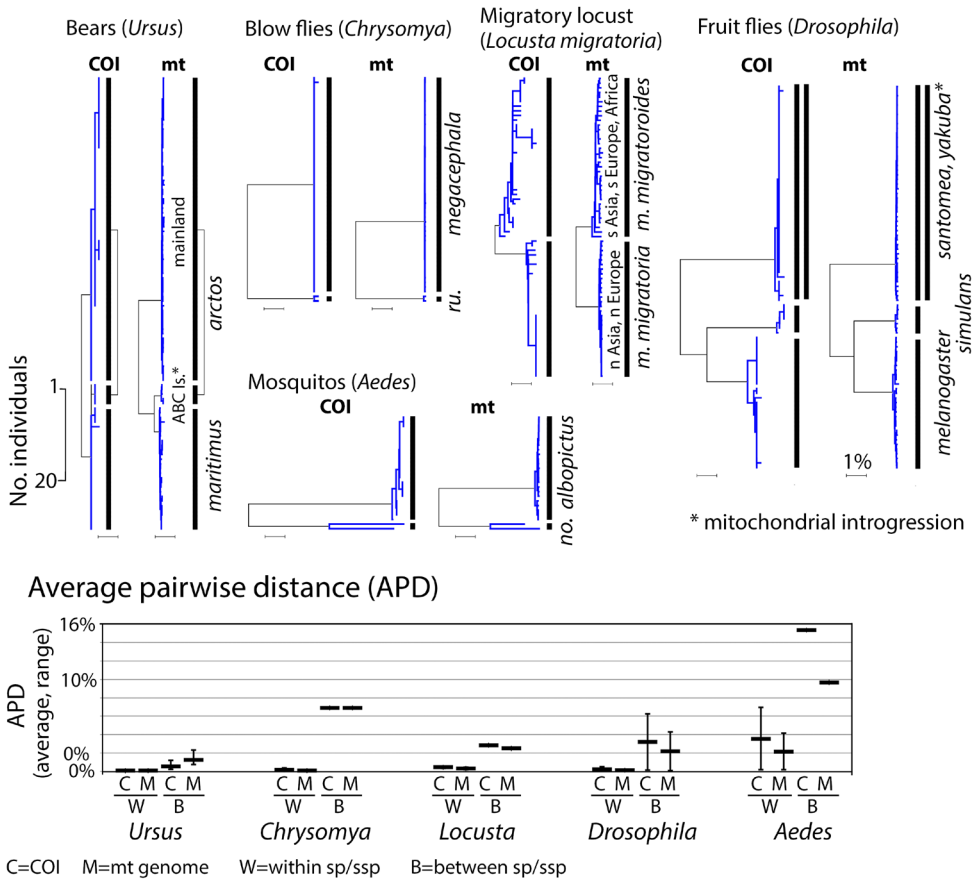 Bears (Ursus)
COI mt
mainland
ABC Is.*
arctos
maritimus
No. individuals
1
20
Blow flies (Chrysomya)
COI mt
megacephala
ru.
Migratory locust
(Locusta migratoria)
COI mt
s Asia, s Europe, Africa
m. migratoroides
n Asia, n Europe
m. migratoria
Fruit flies (Drosophila)
COI mt
santomea, yakuba*
simulans
melanogaster
1%
Mosquitos (Aedes)
COI mt
albopictus
no.
* mitochondrial introgression
Average pairwise distance (APD)
APD
(average, range)
16%
10%
0%
0%
C M C M C M C M C M C M C M C M C M C M
W B W B W B W B W B
Ursus Chrysomya Locusta Drosophila Aedes
C=COI M=mt genome W=within sp/ssp B=between sp/ssp